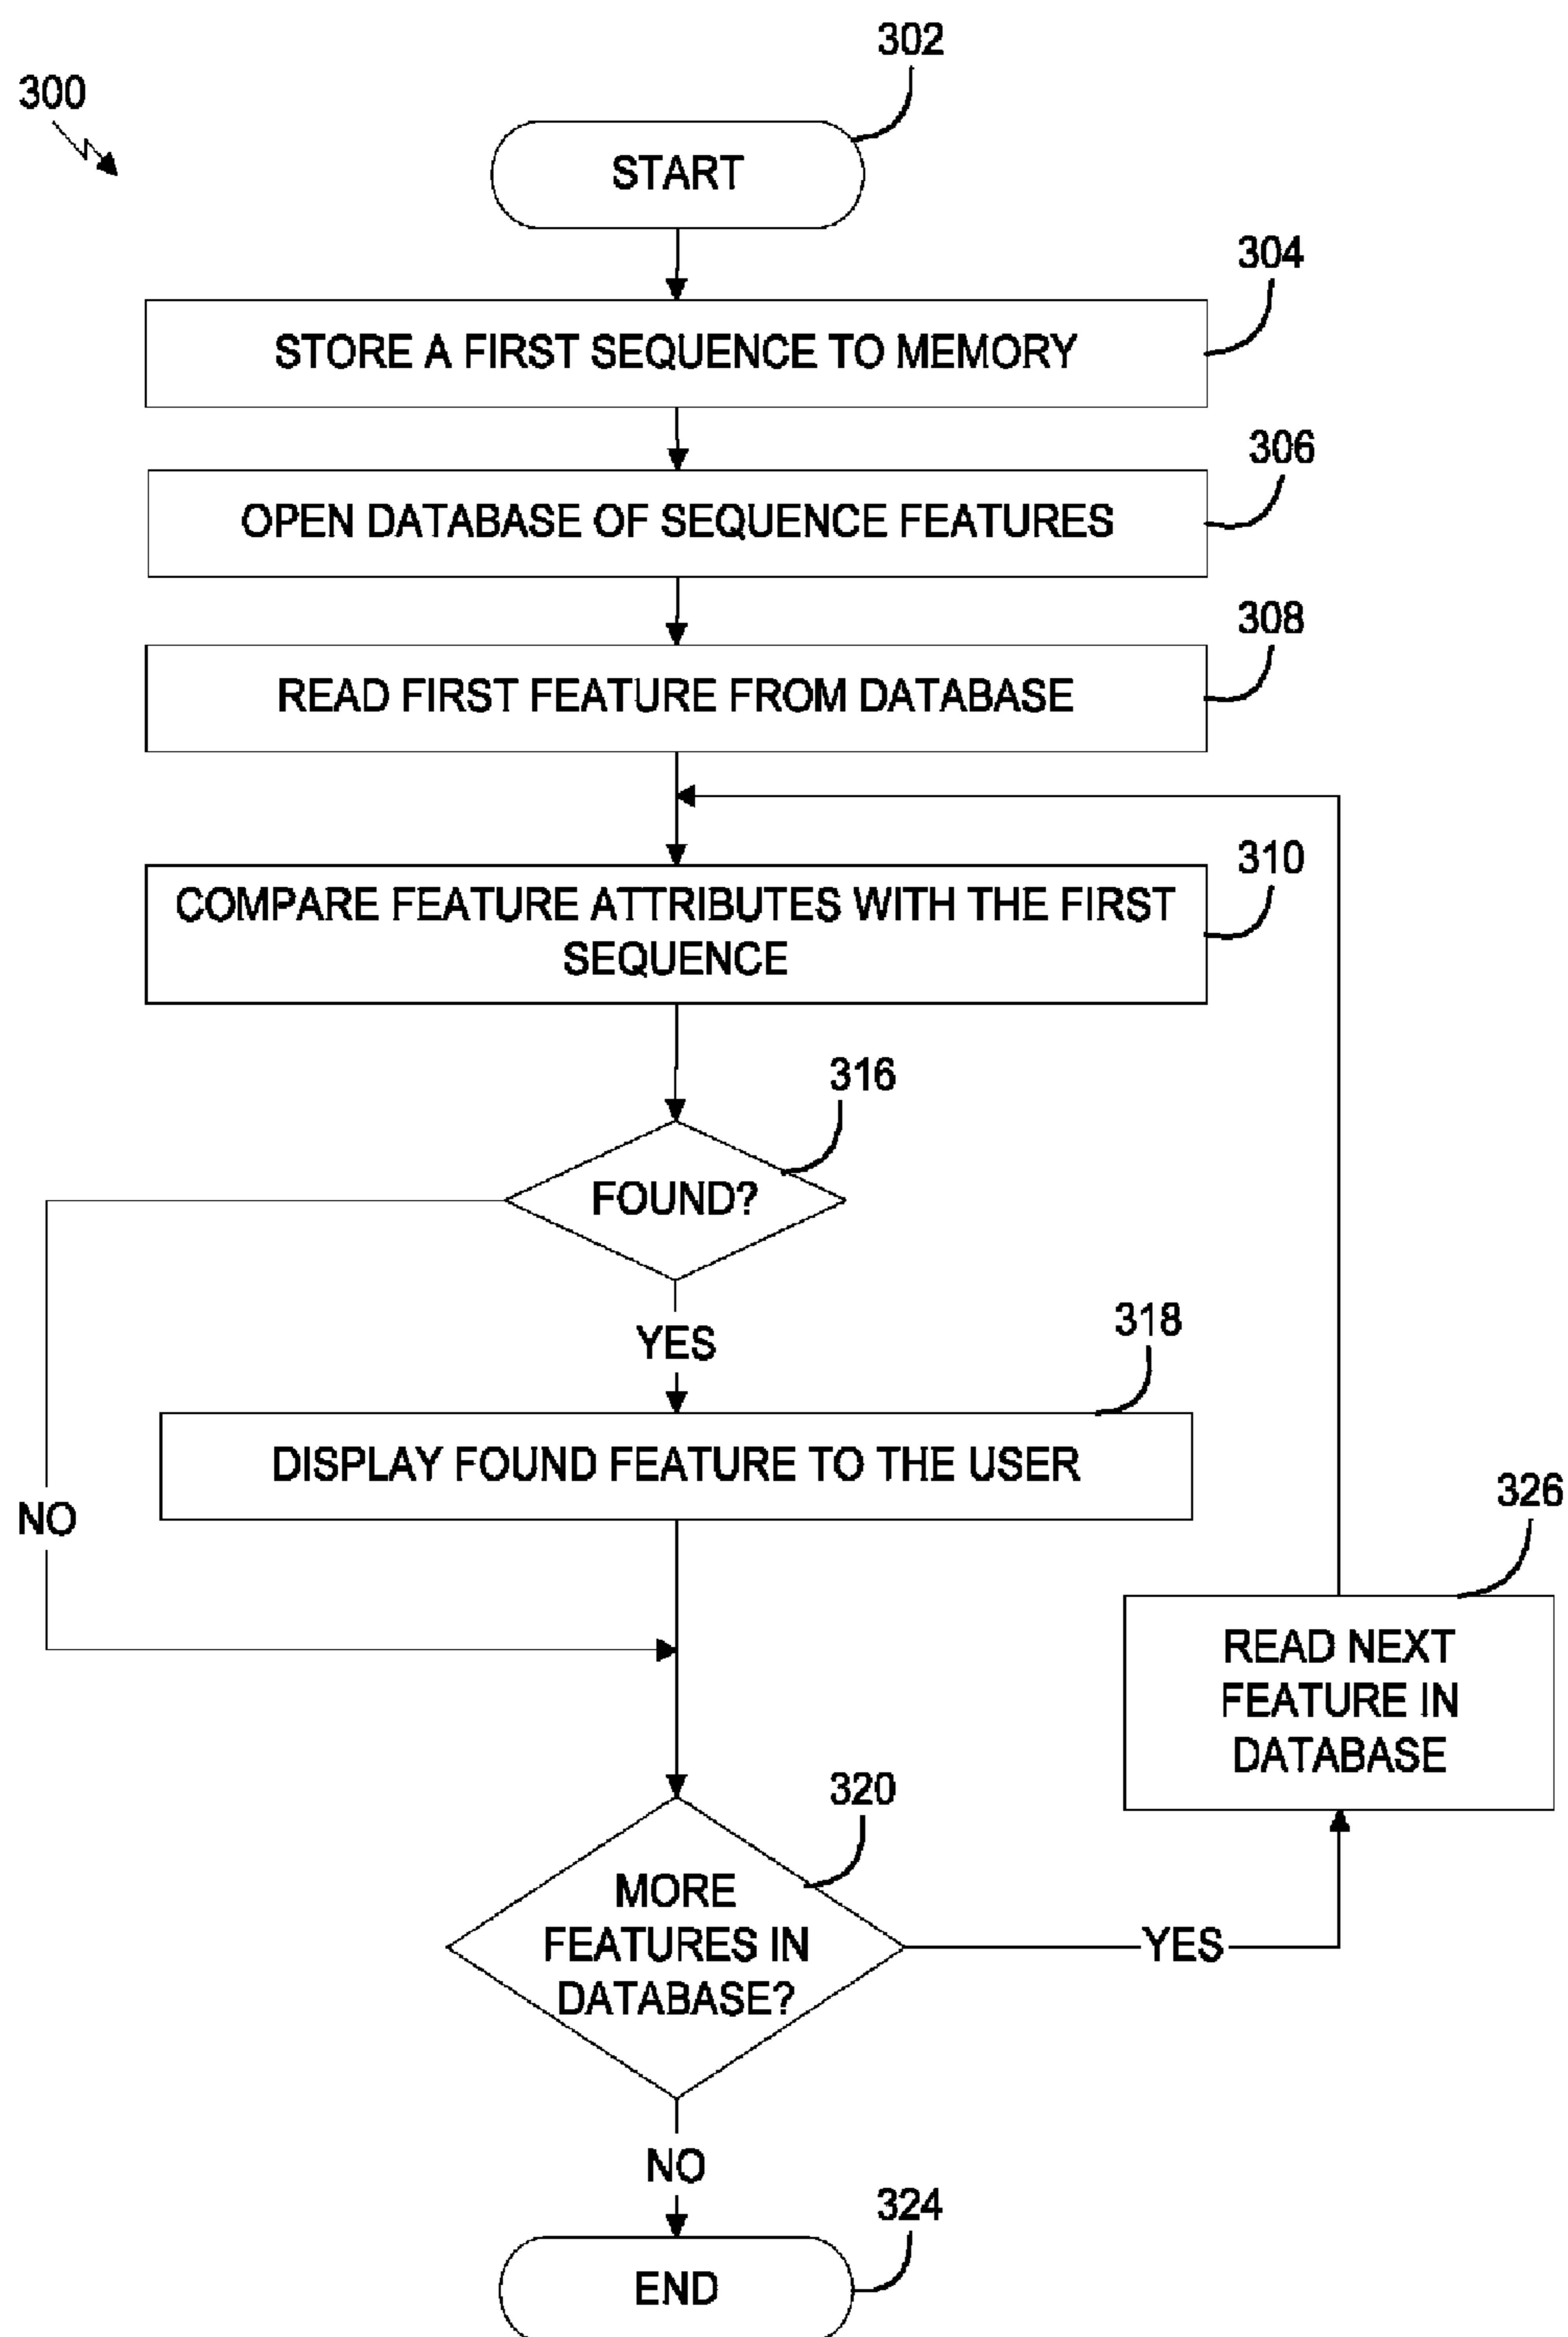 302
300
START
304
STORE A FIRST SEQUENCE TO MEMORY
306
OPEN DATABASE OF SEQUENCE FEATURES
308
READ FIRST FEATURE FROM DATABASE
310
COMPARE FEATURE ATTRIBUTES WITH THE FIRST
SEQUENCE
316
FOUND?
YES
318
DISPLAY FOUND FEATURE TO THE USER
NO
326
READ NEXT
FEATURE IN
DATABASE
320
MORE
FEATURES IN
DATABASE?
YES
NO
324
END